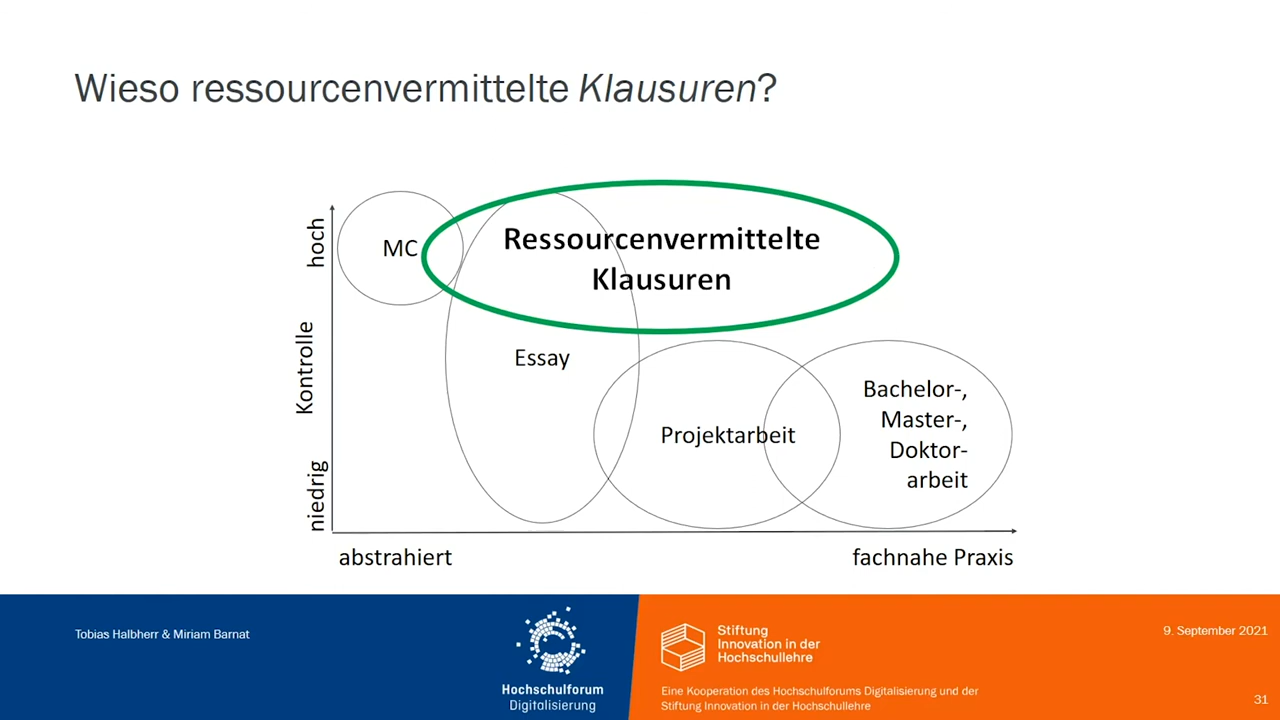 Wieso ressourcenvermittelte Klausuren?
hoch
Kontrolle
niedrig
MC
Ressourcenvermittelte
Klausuren
Essay
Projektarbeit
Bachelor-,
Master-,
Doktor-
arbeit
abstrahiert
fachnahe Praxis
Tobias Halbherr & Miriam Barnat
Hochschulforum
Digitalisierung
Stiftung
Innovation in der
Hochschullehre
Eine Kooperation des Hochschulforums Digitalisierung und der
Stiftung Innovation in der Hochschullehre
9. September 2021
31